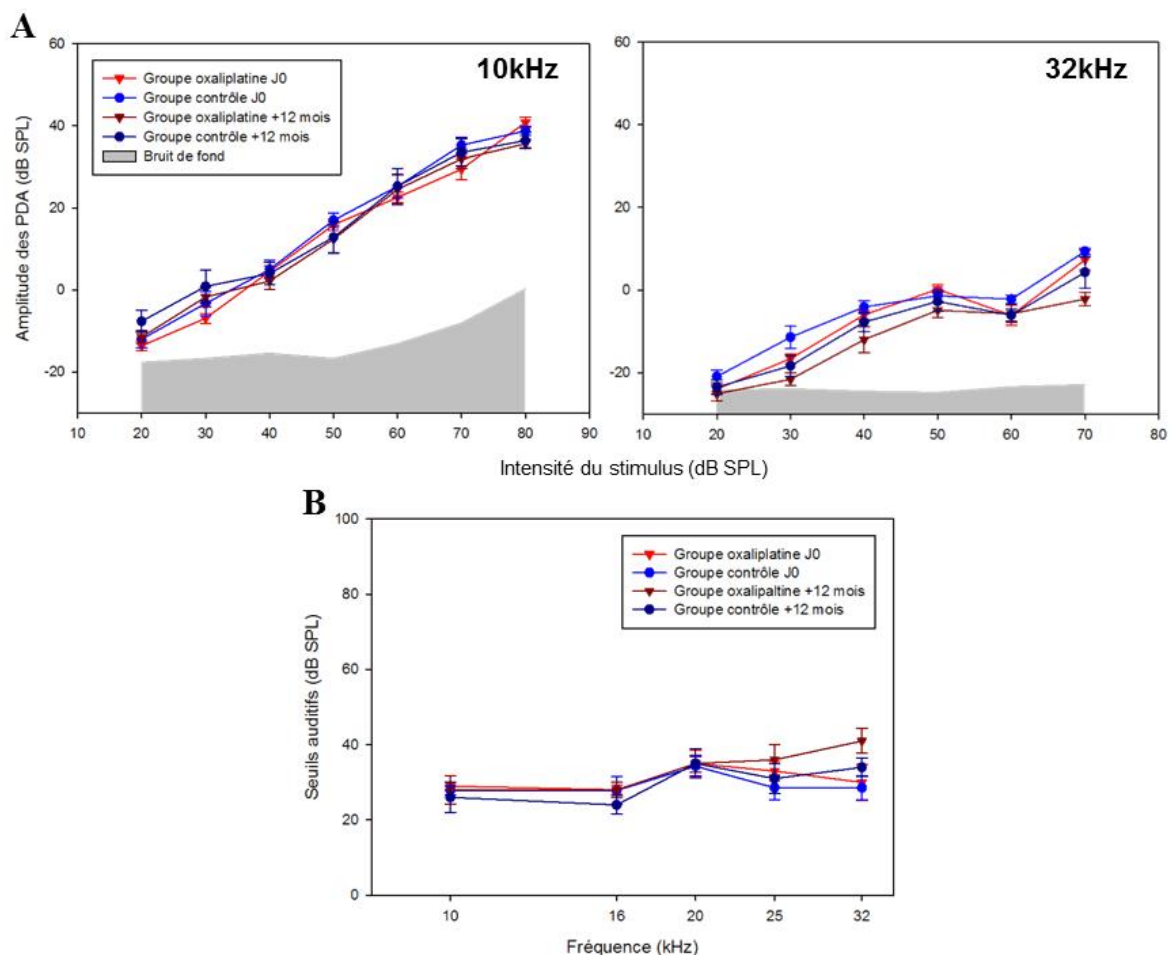 A
10kHz
32kHz
Groupe oxaliplatine J0
Groupe contrôle J0
Groupe oxaliplatine +12 mois
Groupe contrôle +12 mois
Bruit de fond
Amplitude des PDA (dB SPL)
60
40
20
0
-20
10 20 30 40 50 60 70 80 90
60
40
20
0
-20
10 20 30 40 50 60 70 80
Intensité du stimulus (dB SPL)
B
Groupe oxaliplatine J0
Groupe contrôle J0
Groupe oxalipaltine +12 mois
Groupe contrôle +12 mois
Seuils auditifs (dB SPL)
100
80
60
40
20
0
10 16 20 25 32
Fréquence (kHz)